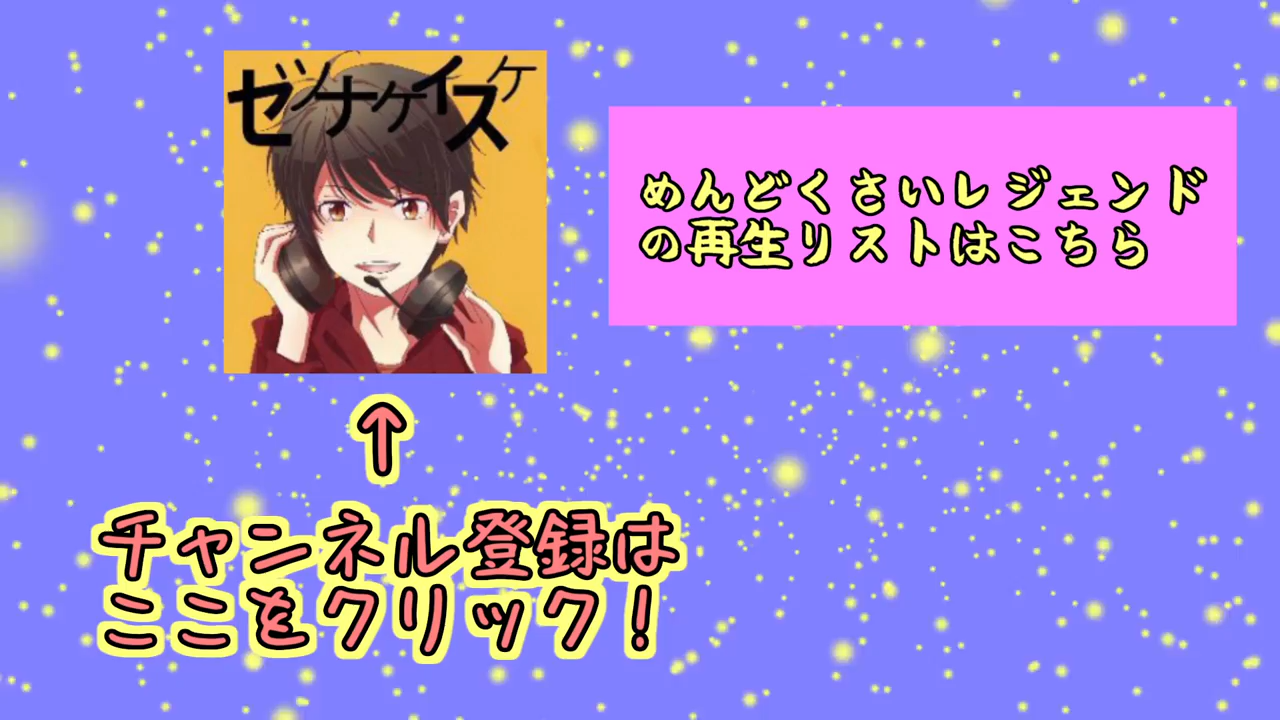 ゼツナケイスケ
めんどくさいレジェンド
の再生リストはこちら
↑
チャンネル登録は
ここをクリック！